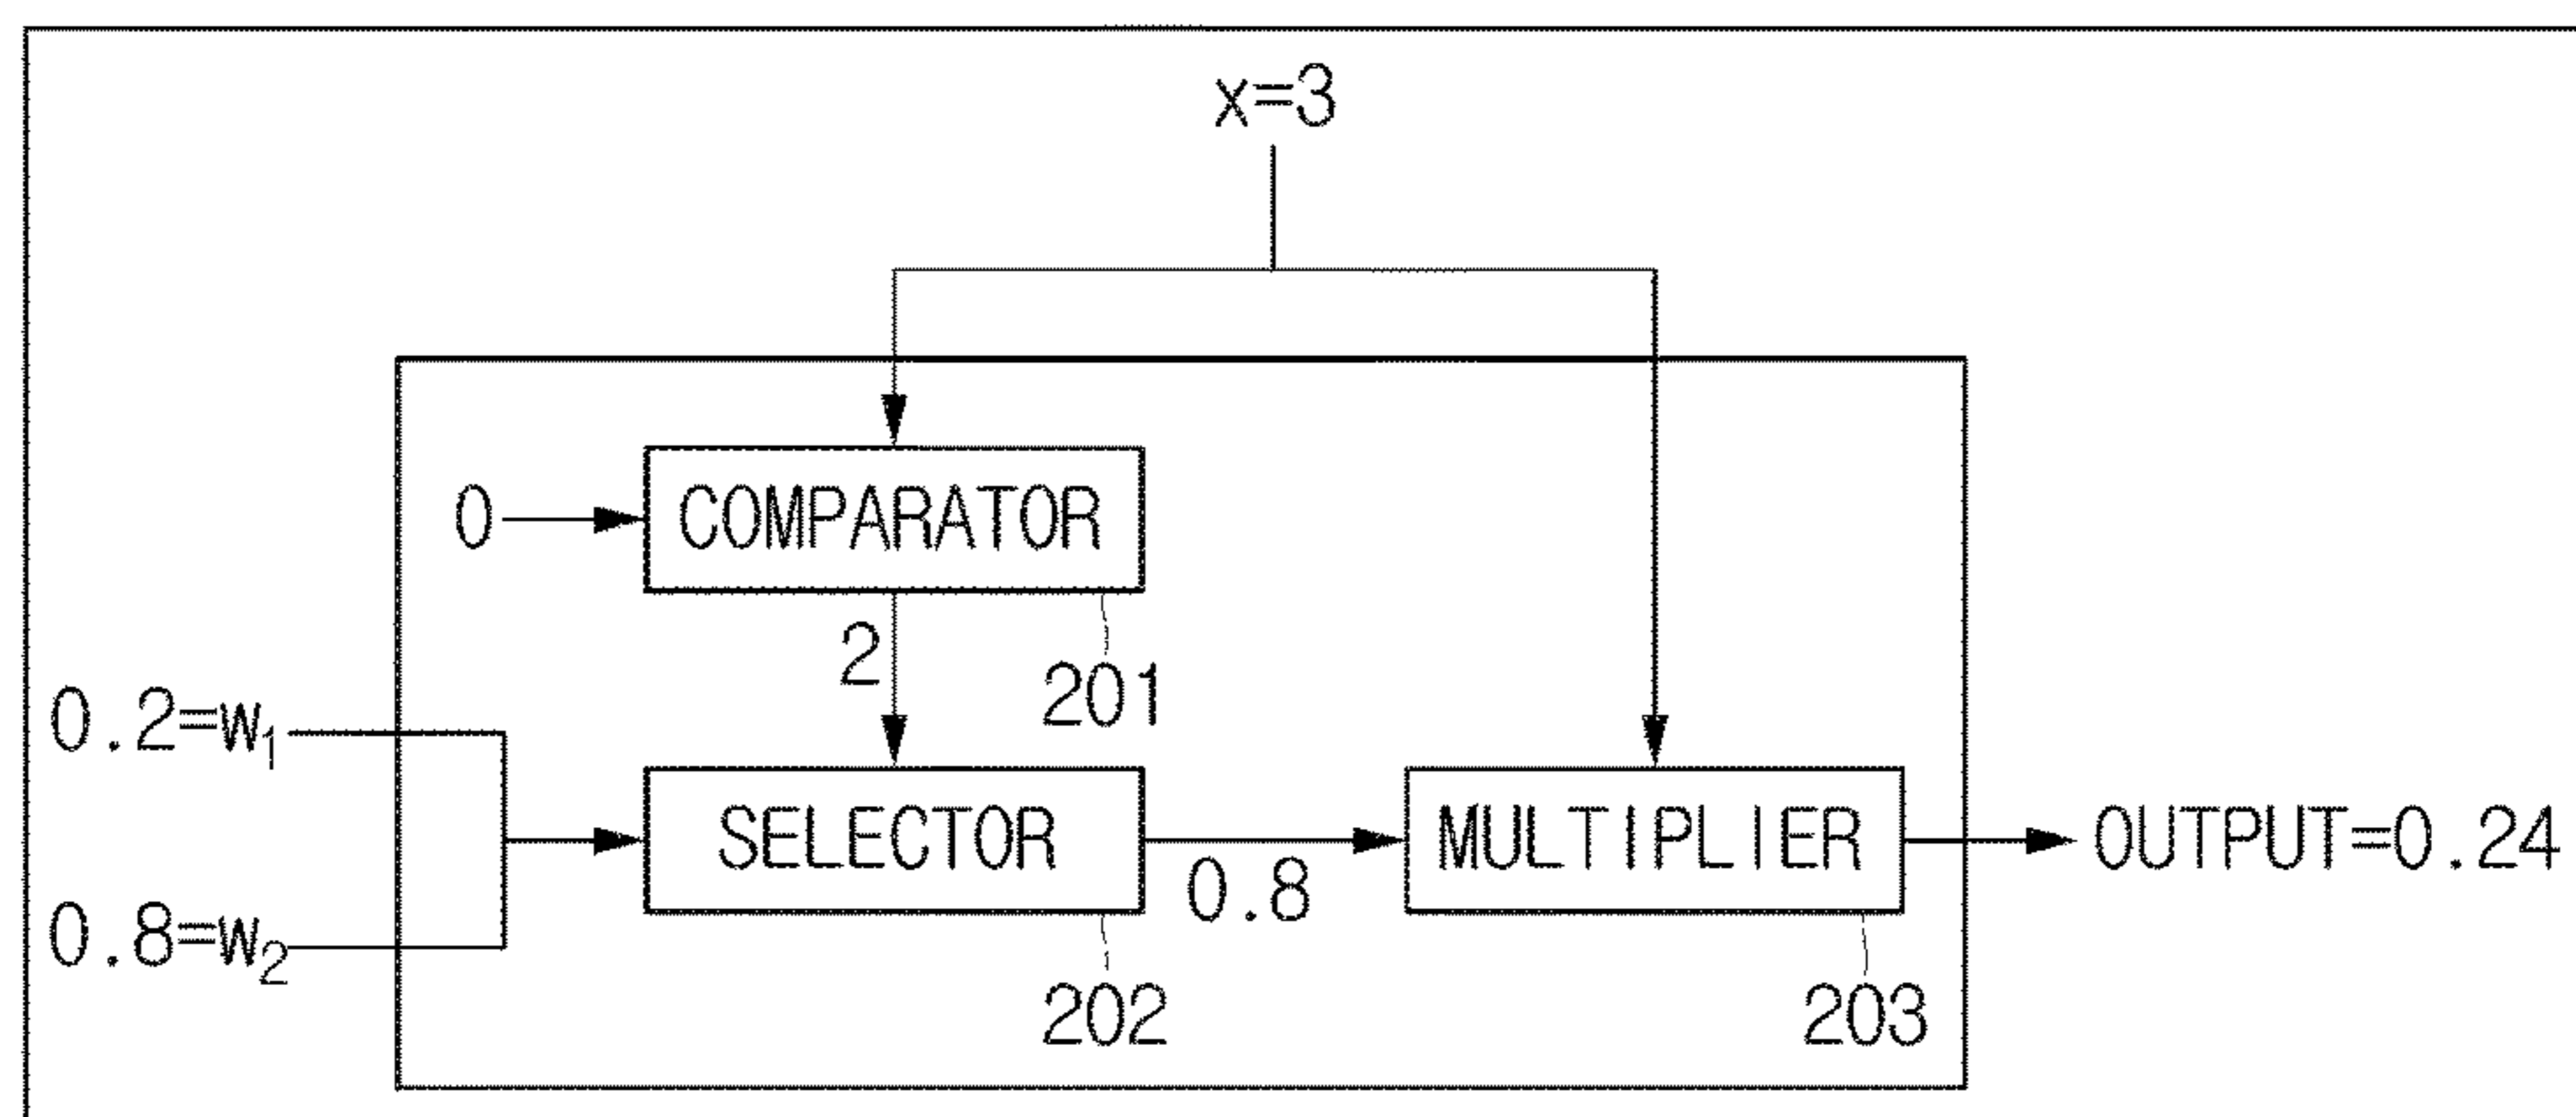 x=3
0
COMPARATOR
2
201
0.2=w₁
SELECTOR
0.8
MULTIPLIER
OUTPUT=0.24
0.8=w₂
202
203